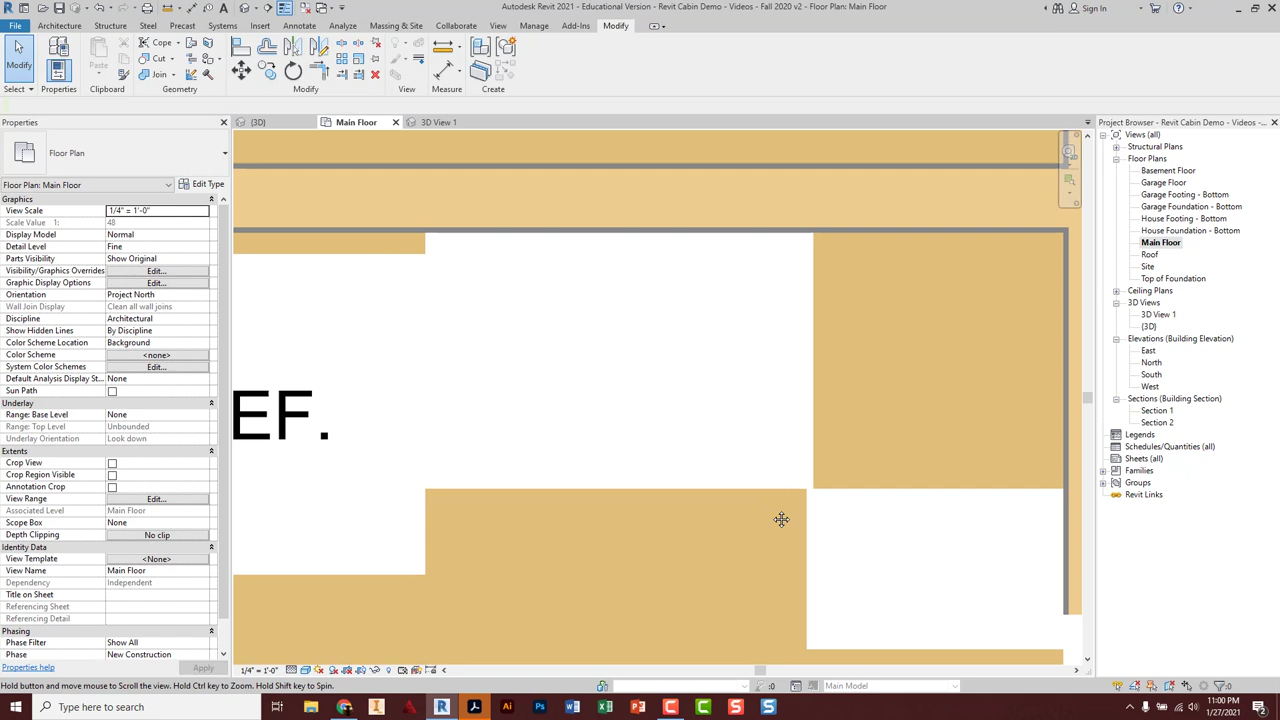 Autodesk Revit 2021 - Educational Version - Revit Cabin Demo - Videos - Fall 2020 v2 - Floor Plan: Main Floor
Sign In
File Architecture Structure Steel Precast Systems Insert Annotate Analyze Massing & Site Collaborate View Manage Add-Ins Modify
Modify Paste Cope Cut Join
Select Properties Clipboard Geometry Modify View Measure Create
Properties
{3D} Main Floor 3D View 1
Project Browser - Revit Cabin Demo - Videos - ...
Floor Plan
Floor Plan: Main Floor Edit Type
Graphics
View Scale 1/4" = 1'-0"
Scale Value 1: 48
Display Model Normal
Detail Level Fine
Parts Visibility Show Original
Visibility/Graphics Overrides Edit...
Graphic Display Options Edit...
Orientation Project North
Wall Join Display Clean all wall joins
Discipline Architectural
Show Hidden Lines By Discipline
Color Scheme Location Background
Color Scheme <none>
System Color Schemes Edit...
Default Analysis Display St... None
Sun Path
Underlay
Range: Base Level None
Range: Top Level Unbounded
Underlay Orientation Look down
Extents
Crop View
Crop Region Visible
Annotation Crop
View Range Edit...
Associated Level Main Floor
Scope Box None
Depth Clipping No clip
Identity Data
View Template <None>
View Name Main Floor
Dependency Independent
Title on Sheet
Referencing Sheet
Referencing Detail
Phasing
Phase Filter Show All
Phase New Construction
Properties help Apply
EF.
Views (all)
Structural Plans
Floor Plans
Basement Floor
Garage Floor
Garage Footing - Bottom
Garage Foundation - Bottom
House Footing - Bottom
House Foundation - Bottom
Main Floor
Roof
Site
Top of Foundation
Ceiling Plans
3D Views
3D View 1
{3D}
Elevations (Building Elevation)
East
North
South
West
Sections (Building Section)
Section 1
Section 2
Legends
Schedules/Quantities (all)
Sheets (all)
Families
Groups
Revit Links
1/4" = 1'-0"
Hold button and move mouse to Scroll the view. Hold Ctrl key to Zoom. Hold Shift key to Spin.
:0 Main Model :0
Type here to search
11:00 PM
1/27/2021